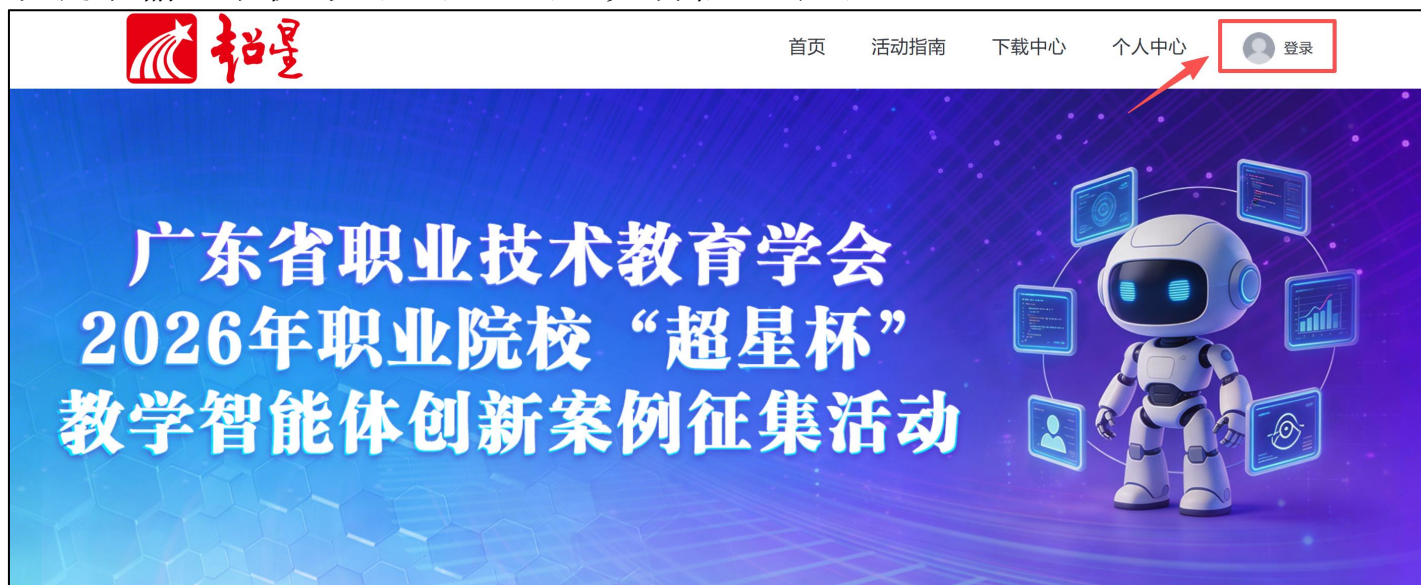 超星
首页 活动指南 下载中心 个人中心 登录
广东省职业技术教育学会
2026年职业院校“超星杯”
教学智能体创新案例征集活动